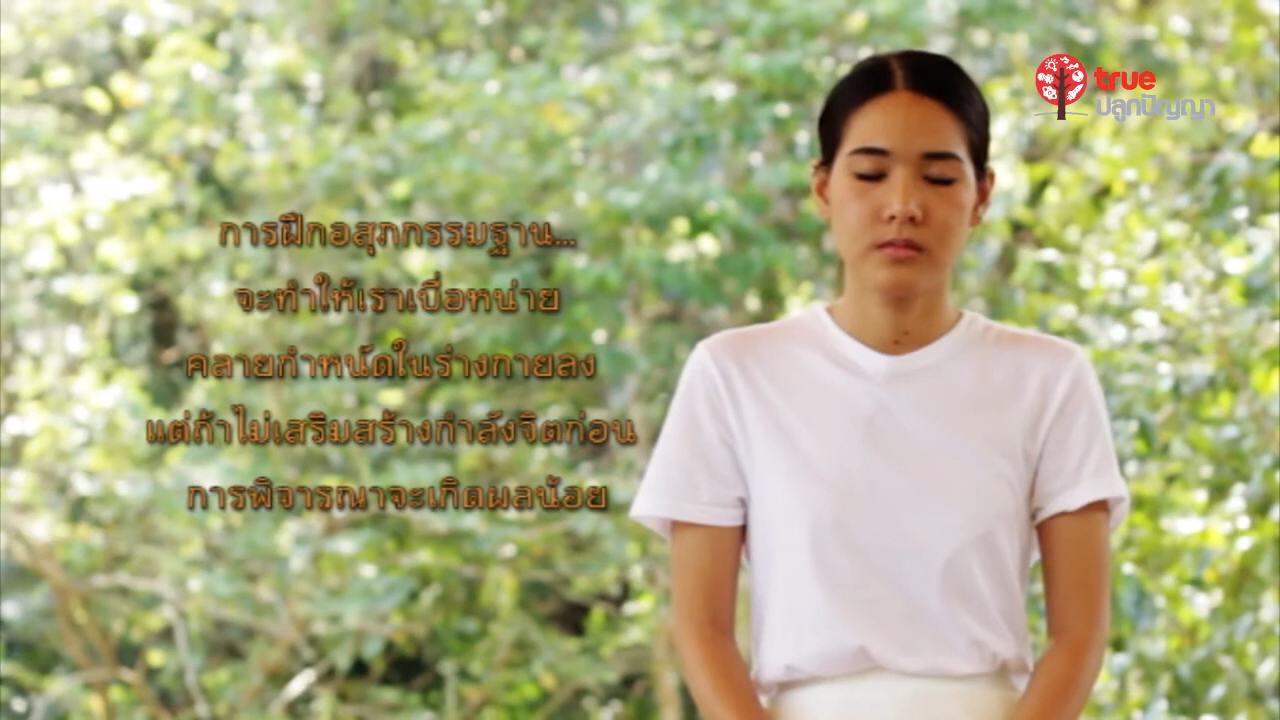 true
ปลูกปัญญา
การฝึกอสุภกรรมฐาน...
จะทำให้เราเบื่อหน่าย
คลายกำหนัดในร่างกายลง
แต่ถ้าไม่เสริมสร้างกำลังจิตก่อน
การพิจารณาจะเกิดผลน้อย